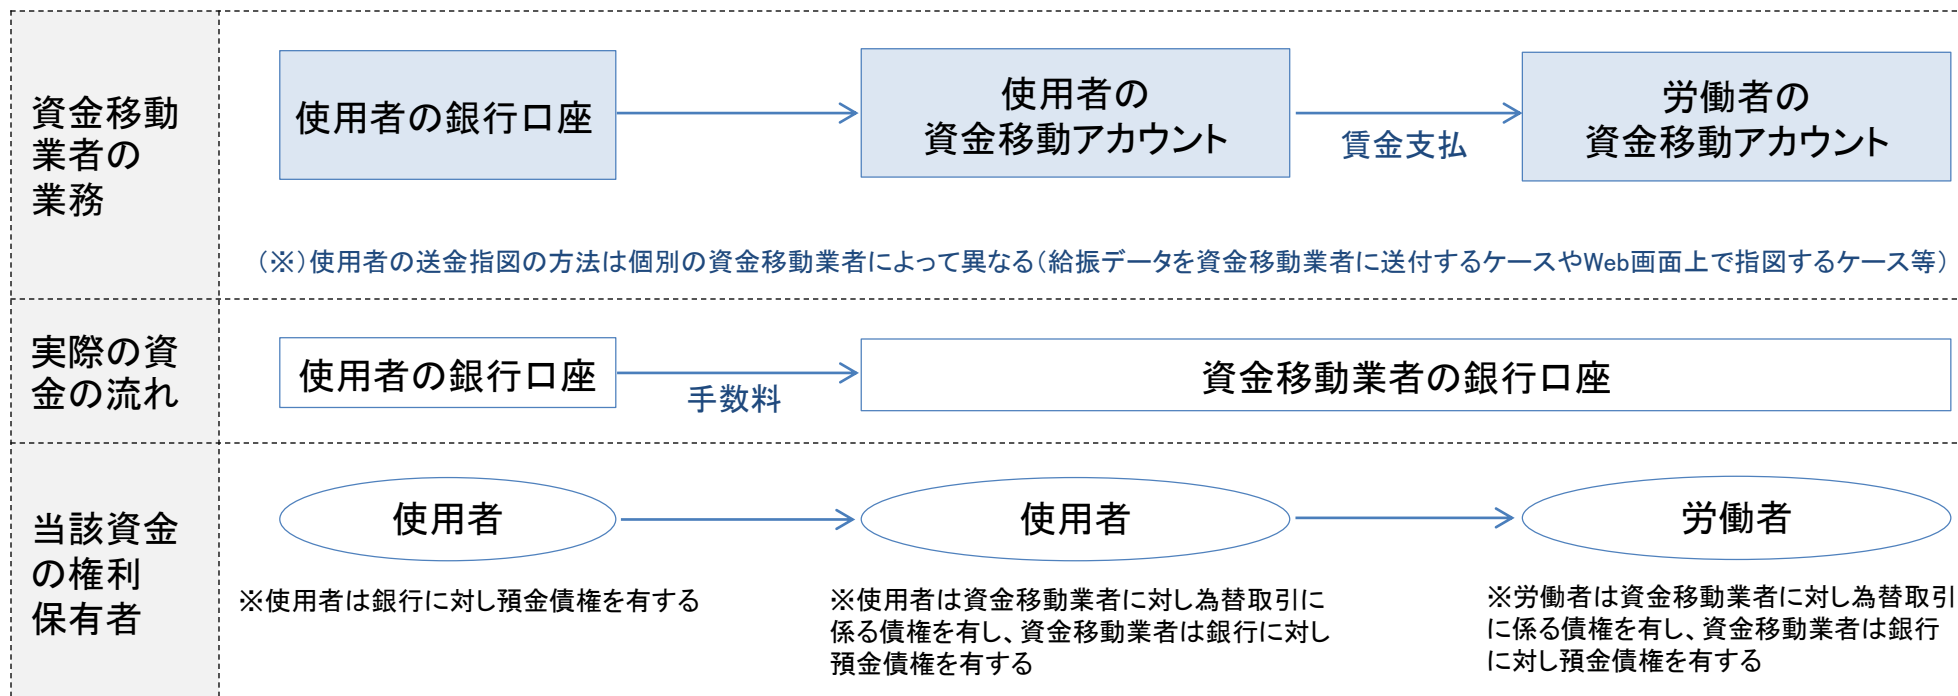 資金移動
業者の
業務
使用者の銀行口座
使用者の
資金移動アカウント
賃金支払
労働者の
資金移動アカウント
(※)使用者の送金指図の方法は個別の資金移動業者によって異なる(給振データを資金移動業者に送付するケースやWeb画面上で指図するケース等)
実際の資
金の流れ
使用者の銀行口座
手数料
資金移動業者の銀行口座
当該資金
の権利
保有者
使用者
使用者
労働者
※使用者は銀行に対し預金債権を有する
※使用者は資金移動業者に対し為替取引に
係る債権を有し、資金移動業者は銀行に対し
預金債権を有する
※労働者は資金移動業者に対し為替取引
に係る債権を有し、資金移動業者は銀行
に対し預金債権を有する